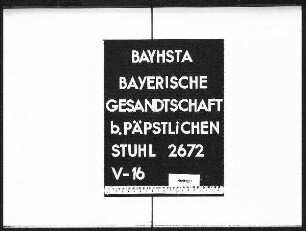 BAYHSTA
BAYERISCHE
GESANDTSCHAFT
b. PÄPSTLiCHEN
STUHL 2672
V-16